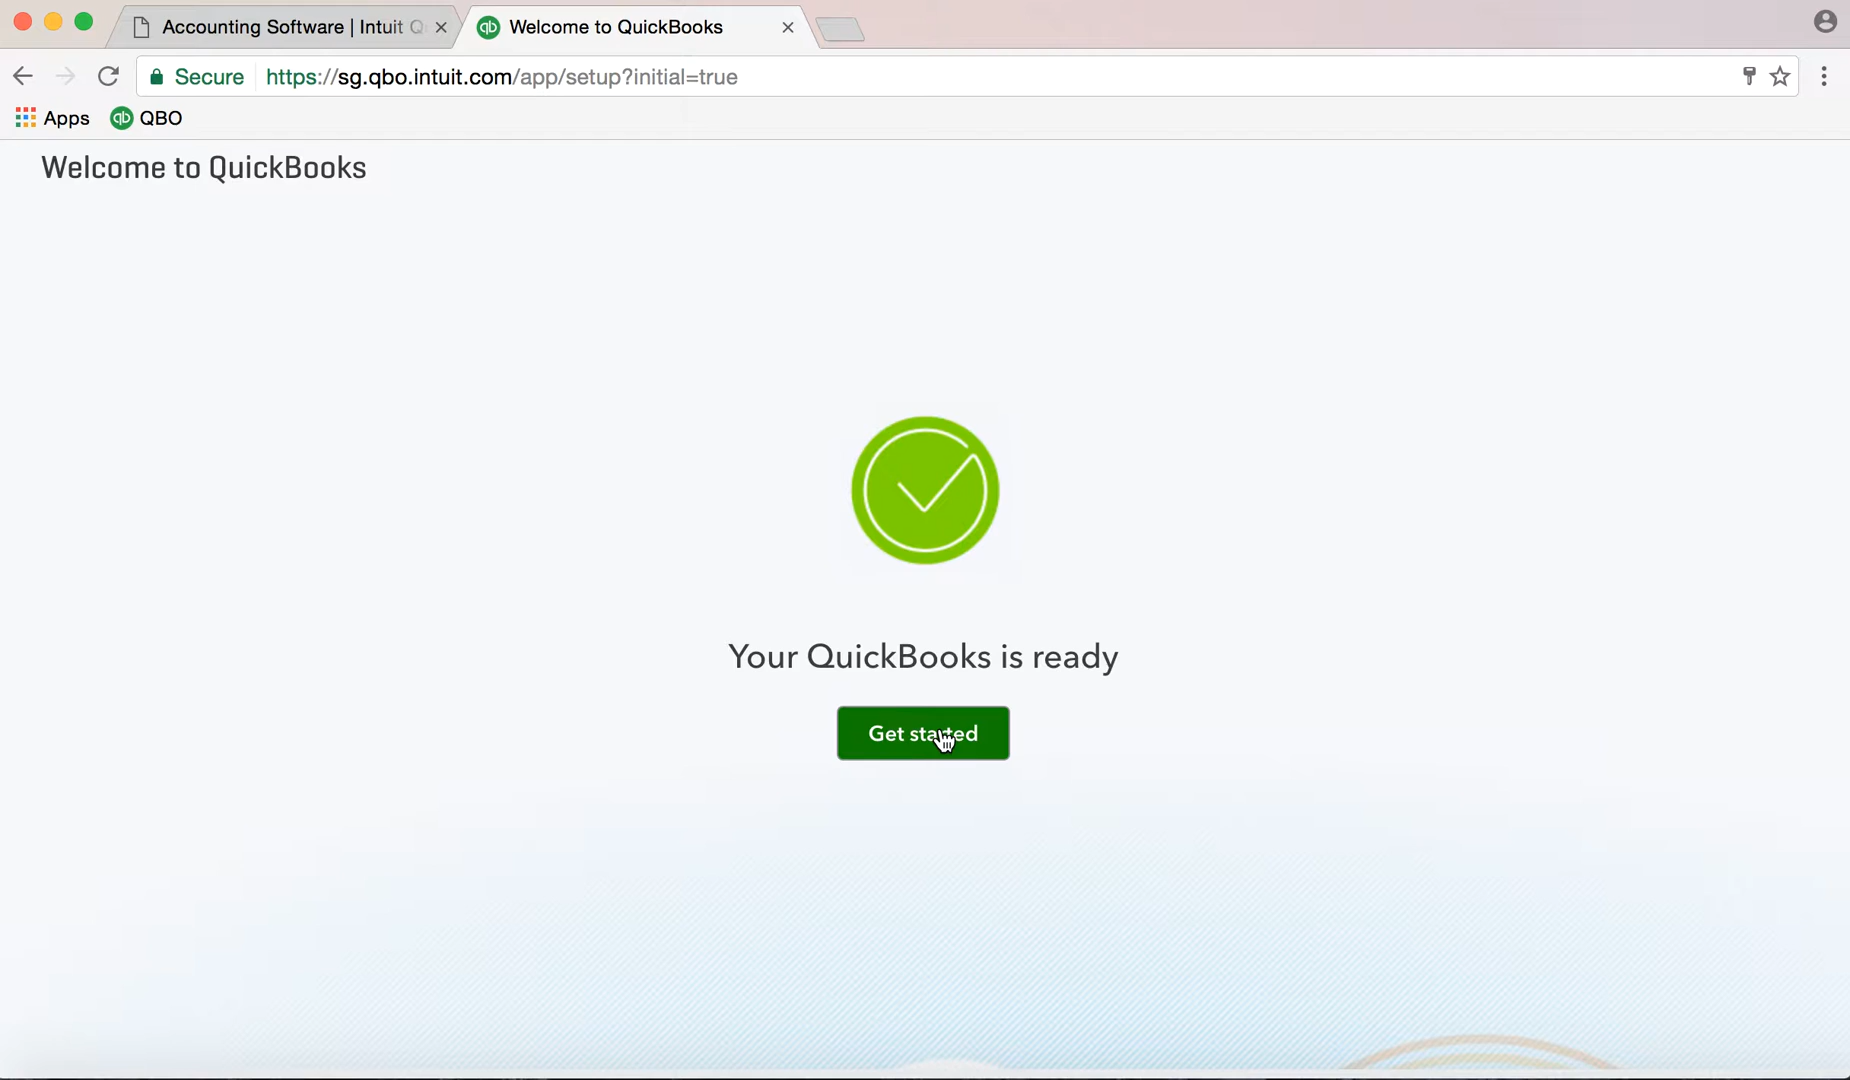 Accounting Software | Intuit Q
Welcome to QuickBooks
Secure https://sg.qbo.intuit.com/app/setup?initial=true
Apps qb QBO
Welcome to QuickBooks
Your QuickBooks is ready
Get started